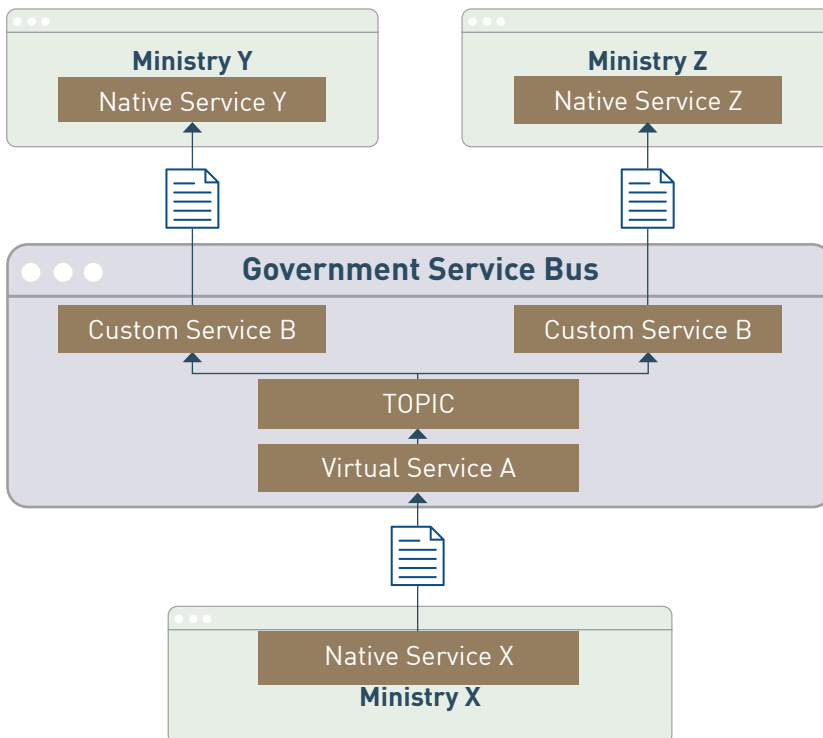 Ministry Y
Native Service Y
Ministry Z
Native Service Z
Government Service Bus
Custom Service B
Custom Service B
TOPIC
Virtual Service A
Native Service X
Ministry X